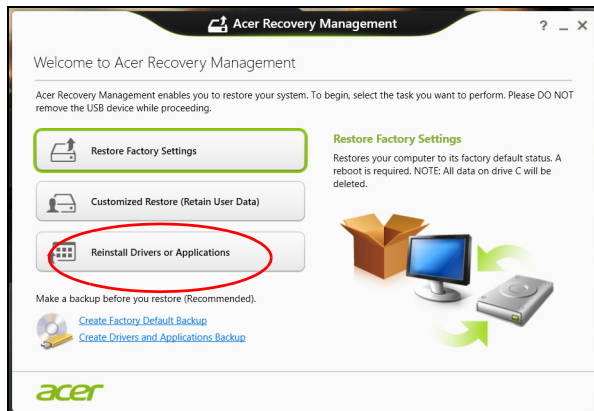 Acer Recovery Management
? _ X
Welcome to Acer Recovery Management
Acer Recovery Management enables you to restore your system. To begin, select the task you want to perform. Please DO NOT
remove the USB device while proceeding.
Restore Factory Settings
Customized Restore (Retain User Data)
Reinstall Drivers or Applications
Restore Factory Settings
Restores your computer to its factory default status. A
reboot is required. NOTE: All data on drive C will be
deleted.
Make a backup before you restore (Recommended).
Create Factory Default Backup
Create Drivers and Applications Backup
acer